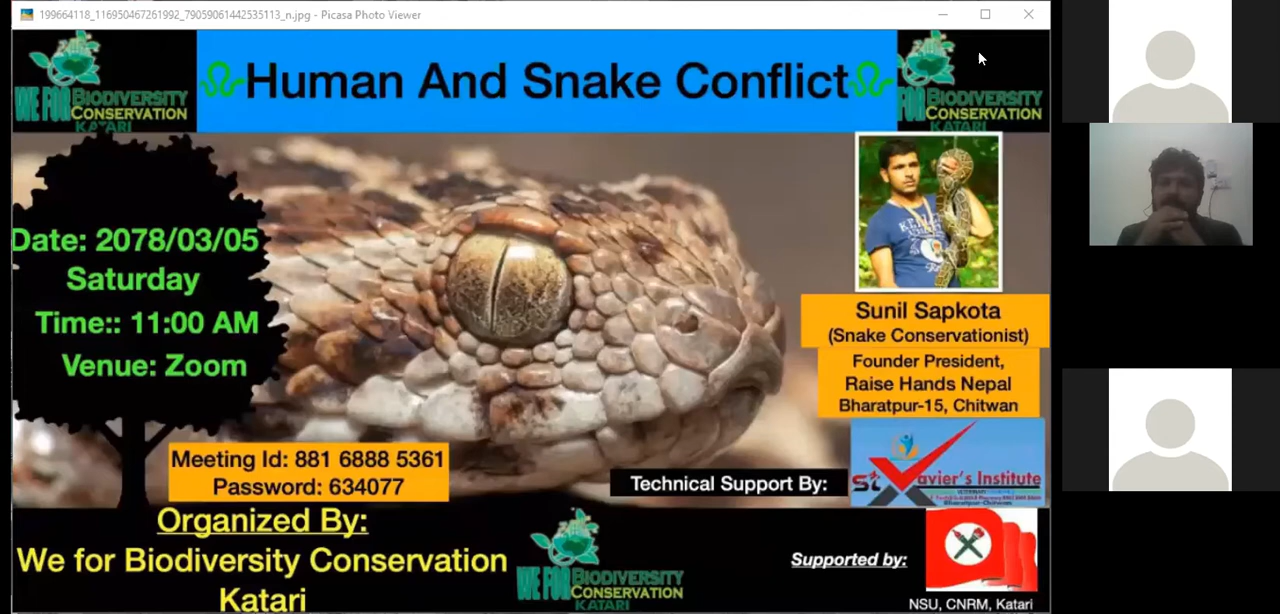 199664118_116950467261992_79059061442535113_n.jpg - Picasa Photo Viewer
Human And Snake Conflict
WE FOR BIODIVERSITY
CONSERVATION
KATARI
FOR BIODIVERSITY
CONSERVATION
KATARI
Date: 2078/03/05
Saturday
Time:: 11:00 AM
Venue: Zoom
Sunil Sapkota
(Snake Conservationist)
Founder President,
Raise Hands Nepal
Bharatpur-15, Chitwan
Meeting Id: 881 6888 5361
Password: 634077
Technical Support By:
St. Xavier's Institute
Organized By:
We for Biodiversity Conservation
Katari
WE FOR BIODIVERSITY
CONSERVATION
KATARI
Supported by:
NSU, CNRM, Katari